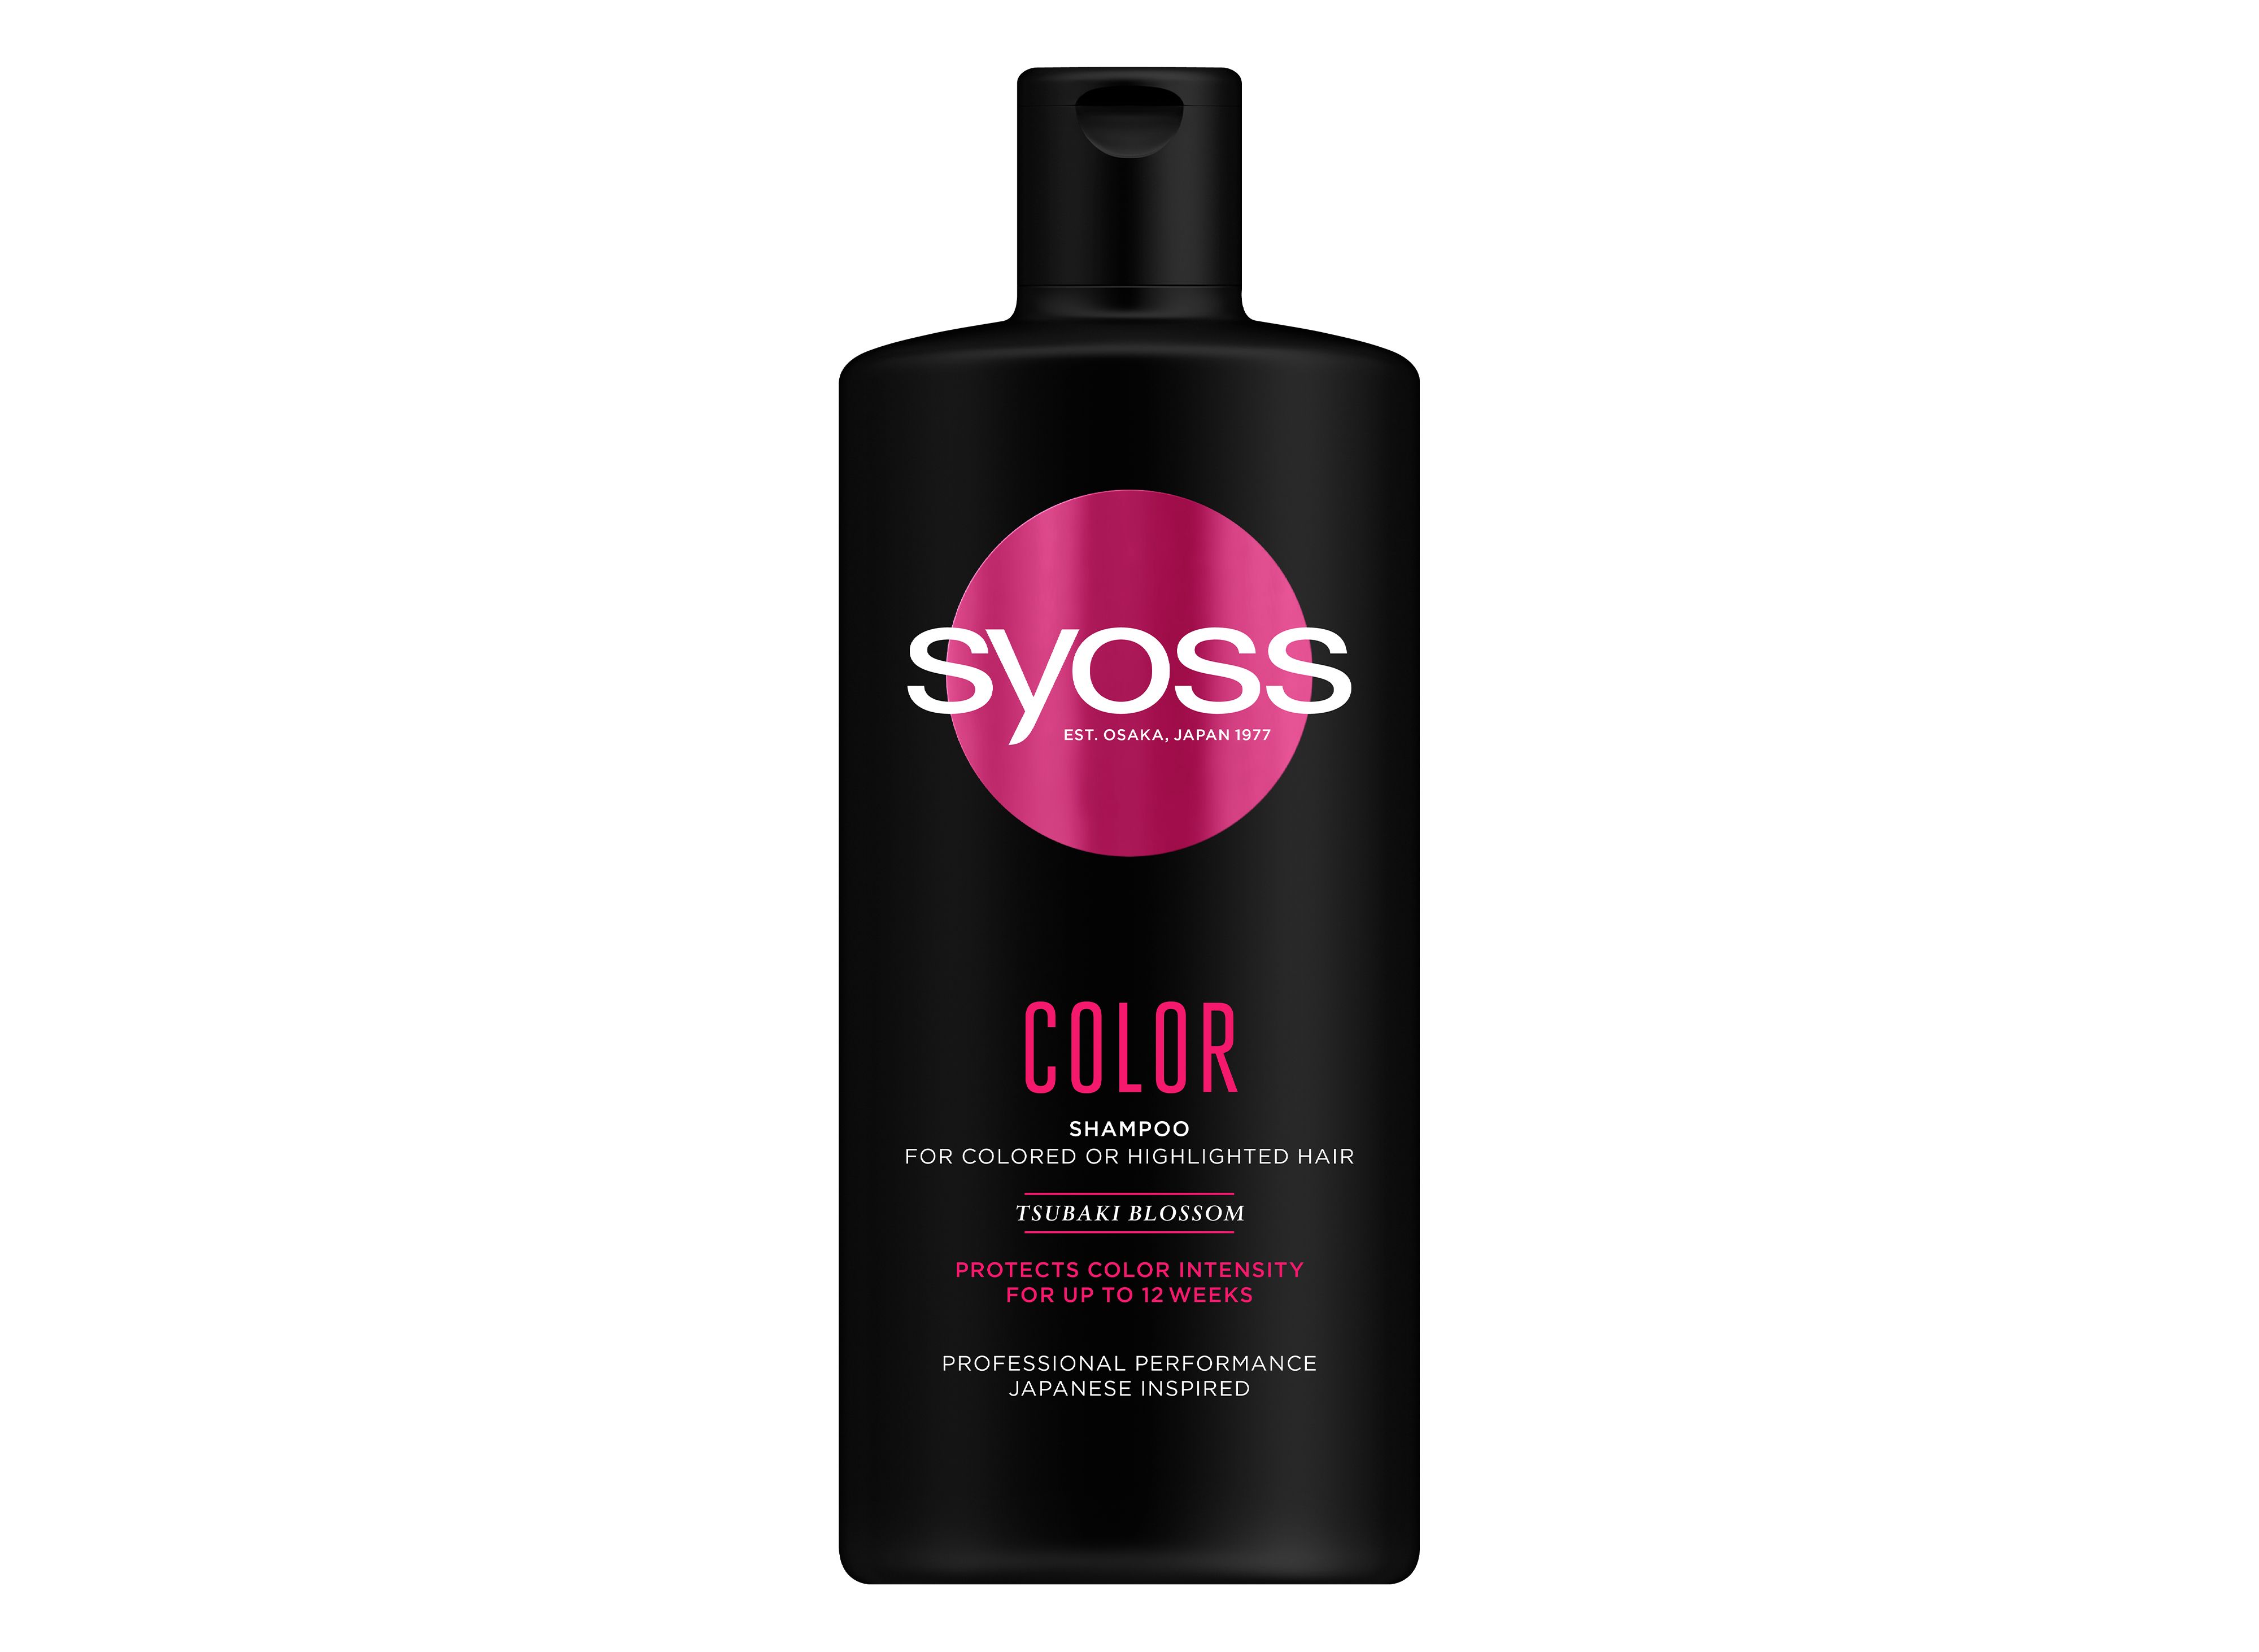 syoss
EST. OSAKA, JAPAN 1977
COLOR
SHAMPOO
FOR COLORED OR HIGHLIGHTED HAIR
TSUBAKI BLOSSOM
PROTECTS COLOR INTENSITY
FOR UP TO 12 WEEKS
PROFESSIONAL PERFORMANCE
JAPANESE INSPIRED